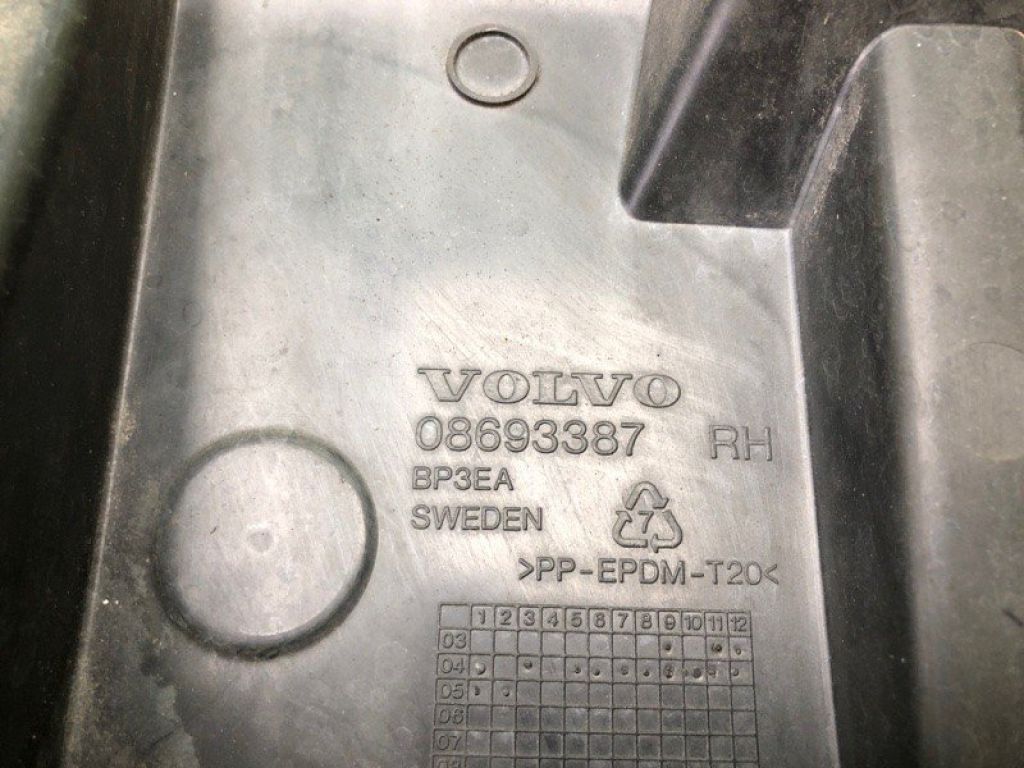 VOLVO
08693387 RH
BP3EA
SWEDEN
7
>PP-EPDM-T20<
1 2 3 4 5 6 7 8 9 10 11 12
03
04
05
06
07